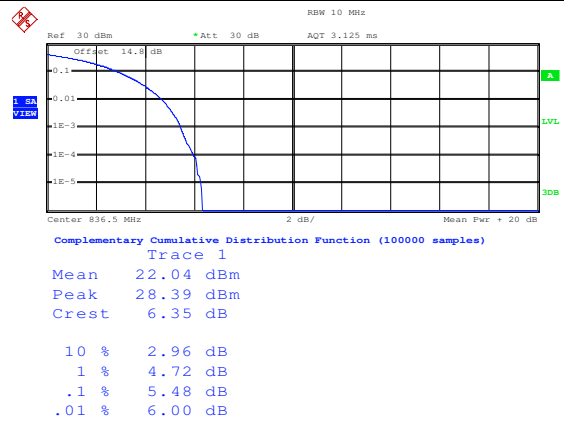 RBW 10 MHz
Ref 30 dBm *Att 30 dB AQT 3.125 ms
Offset 14.8 dB
0.1
A
0.01
1 SA
VIEW
1E-3
LVL
1E-4
1E-5
3DB
Center 836.5 MHz 2 dB/ Mean Pwr + 20 dB
Complementary Cumulative Distribution Function (100000 samples)
Trace 1
Mean 22.04 dBm
Peak 28.39 dBm
Crest 6.35 dB
10 % 2.96 dB
1 % 4.72 dB
.1 % 5.48 dB
.01 % 6.00 dB